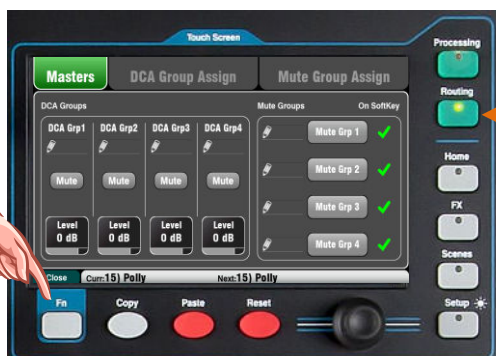 Touch Screen
Processing
Masters
DCA Group Assign
Mute Group Assign
Routing
DCA Groups
Mute Groups
On SoftKey
DCA Grp1
DCA Grp2
DCA Grp3
DCA Grp4
Mute Grp 1
Home
Mute
Mute
Mute
Mute
Mute Grp 2
FX
Mute Grp 3
Level
0 dB
Level
0 dB
Level
0 dB
Level
0 dB
Mute Grp 4
Scenes
Close
Curr:15) Polly
Next:15) Polly
Fn
Copy
Paste
Reset
Setup